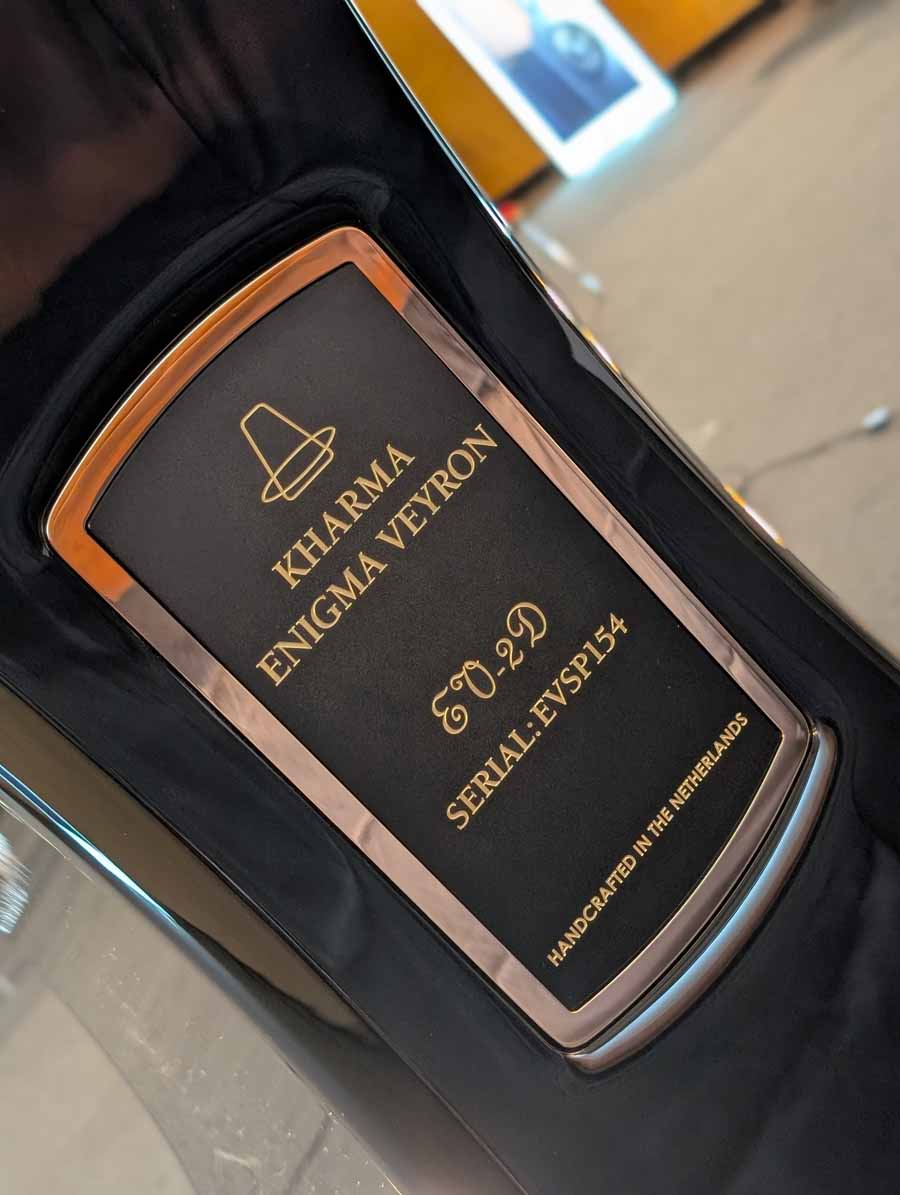 KHARMA
ENIGMA VEYRON
EV-2D
SERIAL: EVSP154
HANDCRAFTED IN THE NETHERLANDS